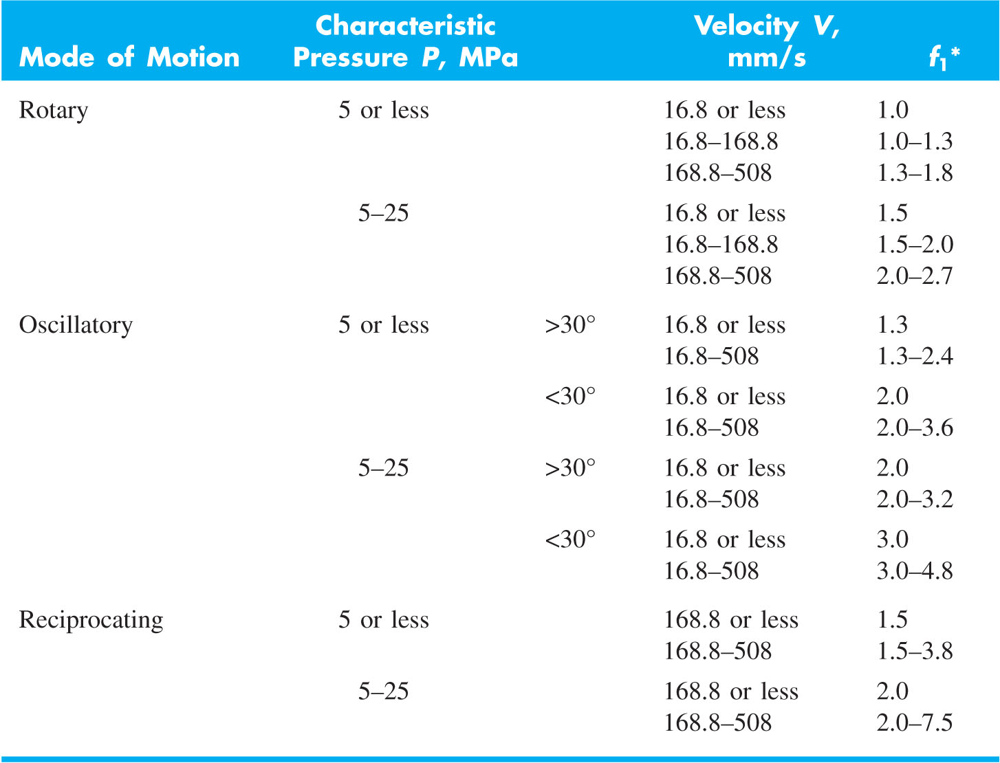 Mode of Motion Characteristic Pressure P, MPa Velocity V, mm/s f1*
Rotary 5 or less 16.8 or less 1.0
16.8–168.8 1.0–1.3
168.8–508 1.3–1.8
5–25 16.8 or less 1.5
16.8–168.8 1.5–2.0
168.8–508 2.0–2.7
Oscillatory 5 or less >30° 16.8 or less 1.3
16.8–508 1.3–2.4
<30° 16.8 or less 2.0
16.8–508 2.0–3.6
5–25 >30° 16.8 or less 2.0
16.8–508 2.0–3.2
<30° 16.8 or less 3.0
16.8–508 3.0–4.8
Reciprocating 5 or less 168.8 or less 1.5
168.8–508 1.5–3.8
5–25 168.8 or less 2.0
168.8–508 2.0–7.5